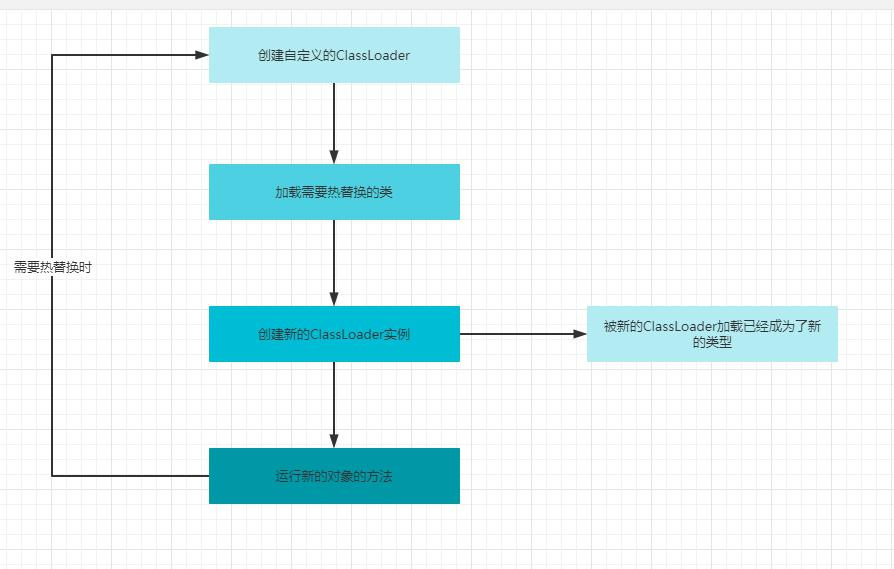 创建自定义的ClassLoader
加载需要热替换的类
需要热替换时
创建新的ClassLoader实例
被新的ClassLoader加载已经成为了新
的类型
运行新的对象的方法